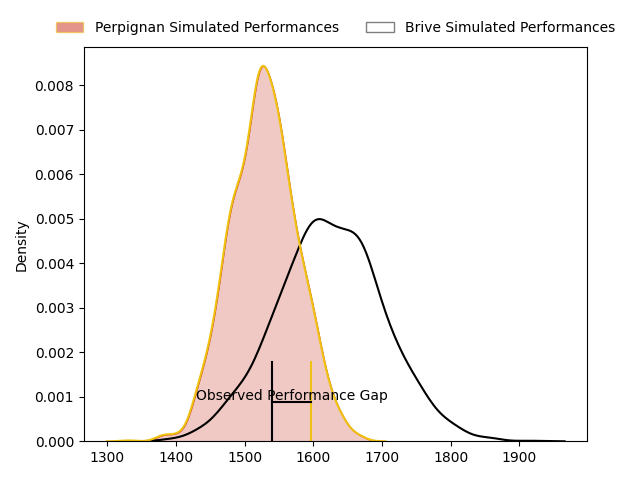 Perpignan Simulated Performances
Brive Simulated Performances
Density
0.008
0.007
0.006
0.005
0.004
0.003
0.002
0.001
0.000
Observed Performance Gap
1300 1400 1500 1600 1700 1800 1900